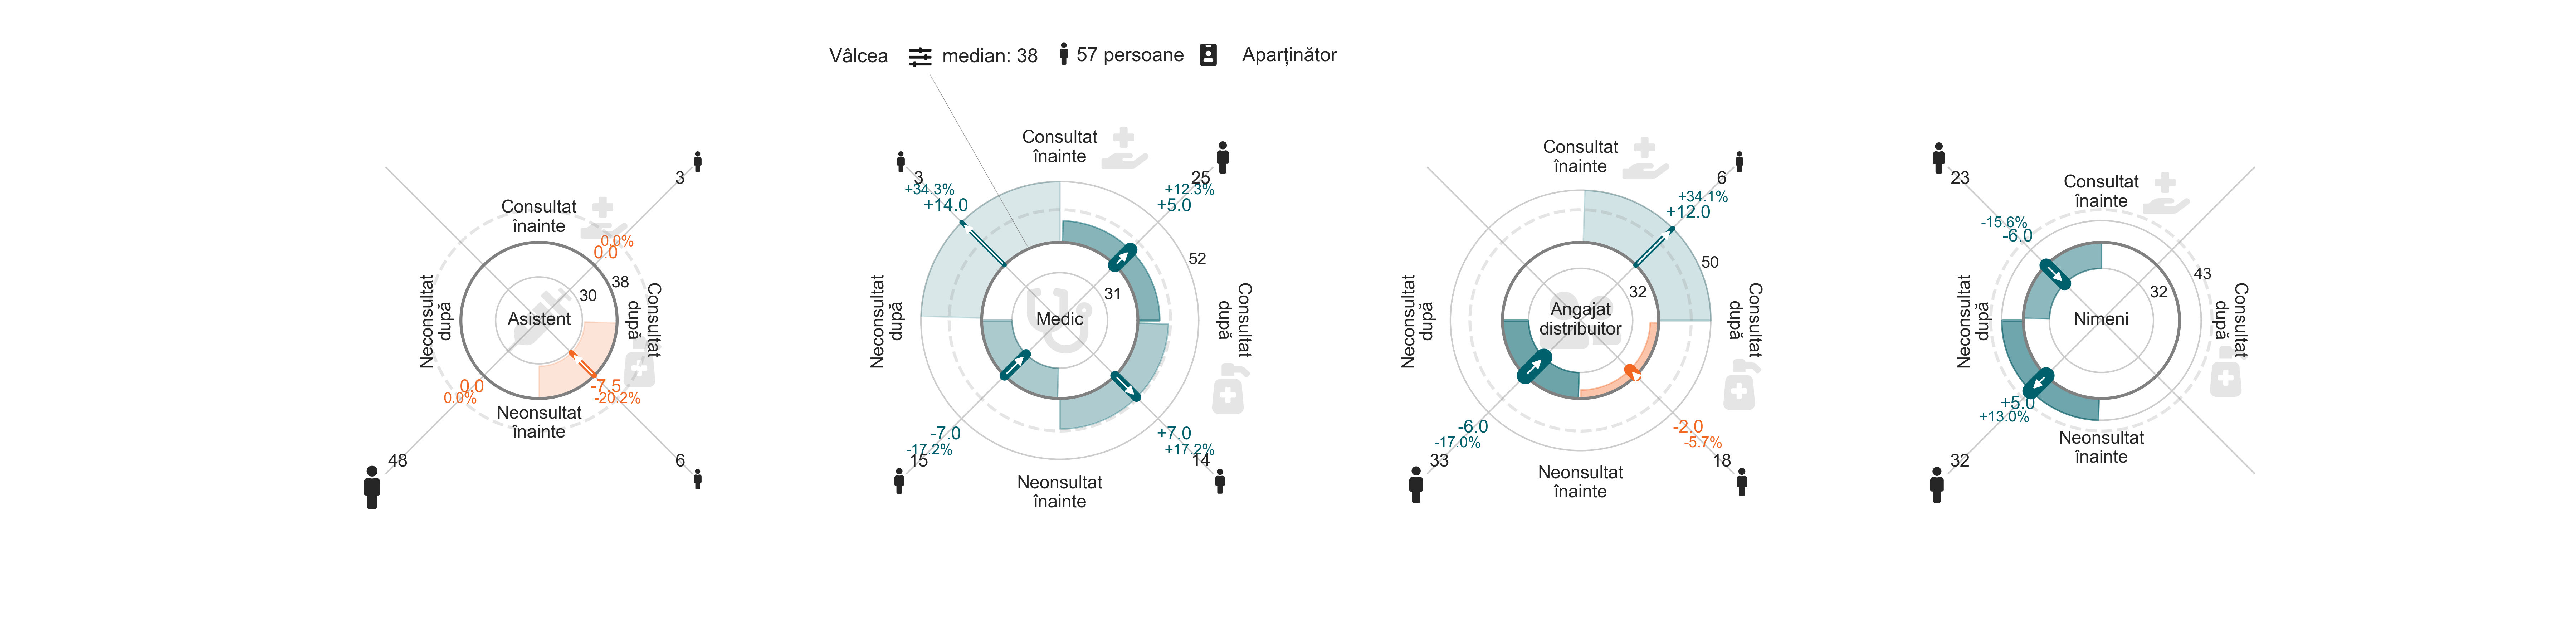 Vâlcea median: 38 57 persoane Aparținător
3
Consultat
înainte
0.0%
0.0
38
30
Neconsultat
după
Asistent
Consultat
după
0.0
0.0%
-7.5
-20.2%
Neonsultat
înainte
48
6
Consultat
înainte
3
+34.3%
+14.0
25
+12.3%
+5.0
52
31
Neconsultat
după
Medic
Consultat
după
-7.0
-17.2%
15
+7.0
+17.2%
14
Neonsultat
înainte
Consultat
înainte
6
+34.1%
+12.0
50
32
Neconsultat
după
Angajat
distribuitor
Consultat
după
-6.0
-17.0%
33
-2.0
-5.7%
18
Neonsultat
înainte
23
Consultat
înainte
-15.6%
-6.0
43
32
Neconsultat
după
Nimeni
Consultat
după
+5.0
+13.0%
Neonsultat
înainte
32